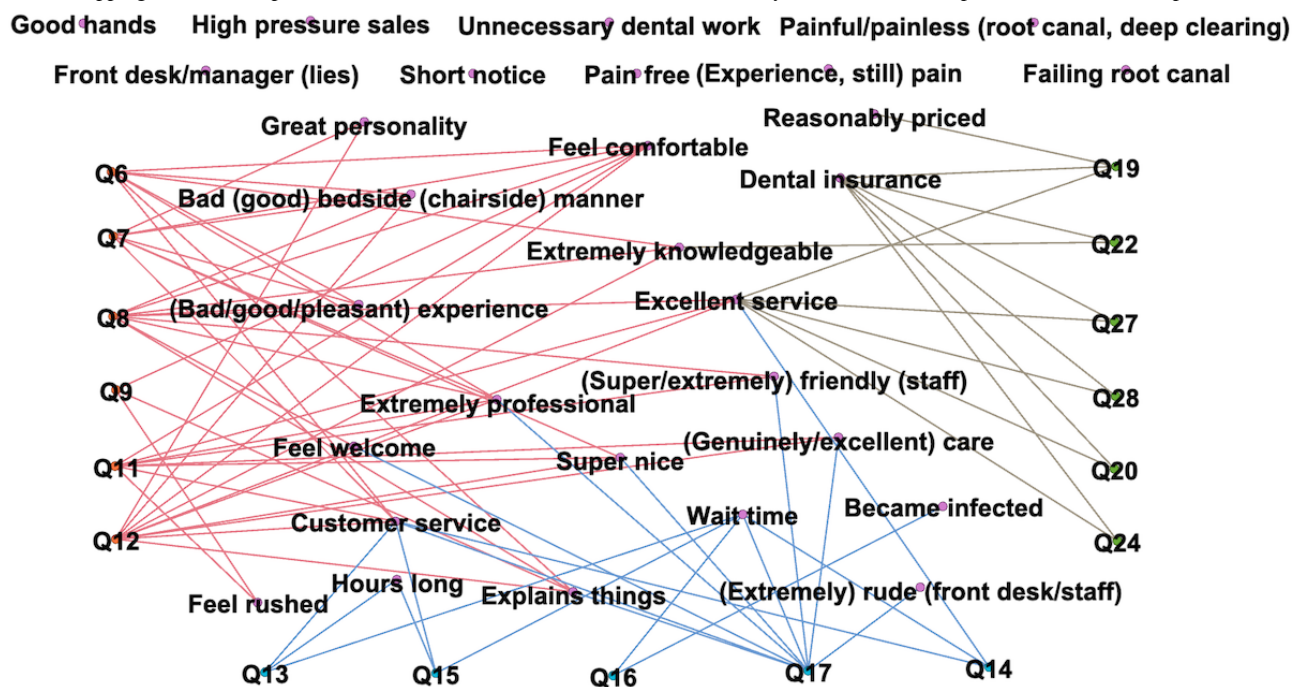 Good hands High pressure sales Unnecessary dental work Painful/painless (root canal, deep clearing)
Front desk/manager (lies) Short notice Pain free (Experience, still) pain Failing root canal
Reasonably priced
Great personality
Feel comfortable
Q19
Q6
Dental insurance
Bad (good) bedside (chairside) manner
Q7
Q22
Extremely knowledgeable
Excellent service
(Bad/good/pleasant) experience
Q8
Q27
(Super/extremely) friendly (staff)
Q9
Q28
Extremely professional
(Genuinely/excellent) care
Feel welcome
Super nice
Q11
Q20
Became infected
Wait time
Customer service
Q12
Q24
Hours long
(Extremely) rude (front desk/staff)
Explains things
Feel rushed
Q13 Q15 Q16 Q17 Q14